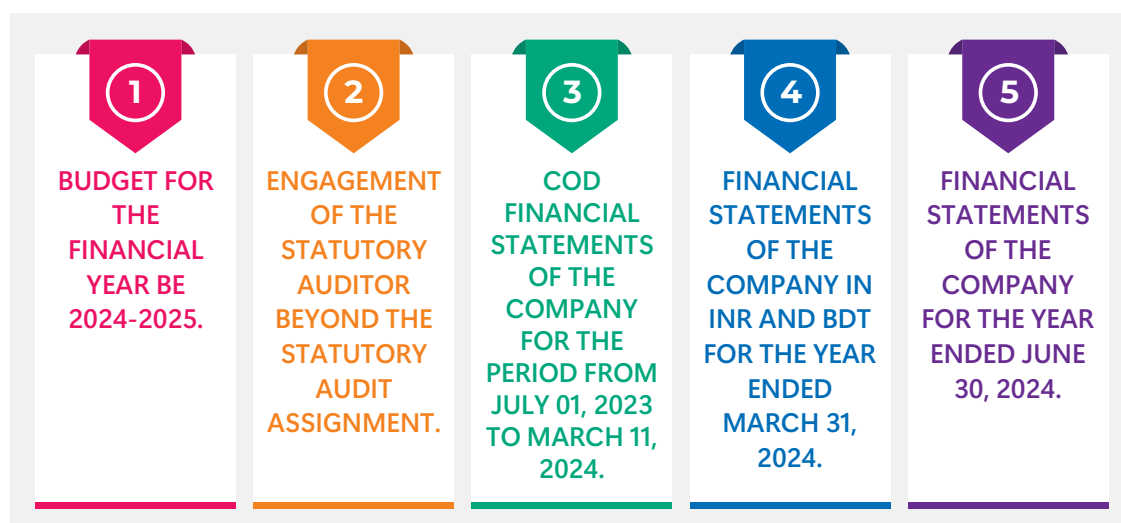 1
BUDGET FOR
THE
FINANCIAL
YEAR BE
2024-2025.
2
ENGAGEMENT
OF THE
STATUTORY
AUDITOR
BEYOND THE
STATUTORY
AUDIT
ASSIGNMENT.
3
COD
FINANCIAL
STATEMENTS
OF THE
COMPANY
FOR THE
PERIOD FROM
JULY 01, 2023
TO MARCH 11,
2024.
4
FINANCIAL
STATEMENTS
OF THE
COMPANY IN
INR AND BDT
FOR THE YEAR
ENDED
MARCH 31,
2024.
5
FINANCIAL
STATEMENTS
OF THE
COMPANY
FOR THE YEAR
ENDED JUNE
30, 2024.